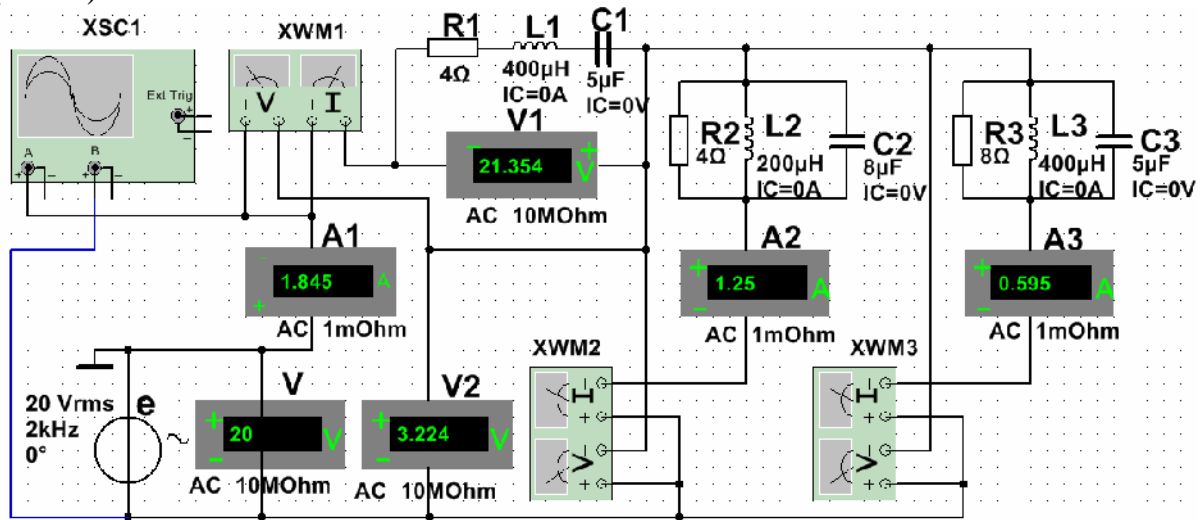 XSC1
Ext Trig
A
B
XWM1
V I
R1
4Ω
L1
400µH
IC=0A
C1
5µF
IC=0V
V1
21.354
V
AC 10MOhm
R2
4Ω
L2
200µH
IC=0A
C2
8µF
IC=0V
R3
8Ω
L3
400µH
IC=0A
C3
5µF
IC=0V
A1
1.845 A
AC 1mOhm
A2
1.25 A
AC 1mOhm
A3
0.595 A
AC 1mOhm
XWM2
I
V
XWM3
I
V
20 Vrms
2kHz
0°
e
V
20 V
AC 10MOhm
V2
3.224 V
AC 10MOhm